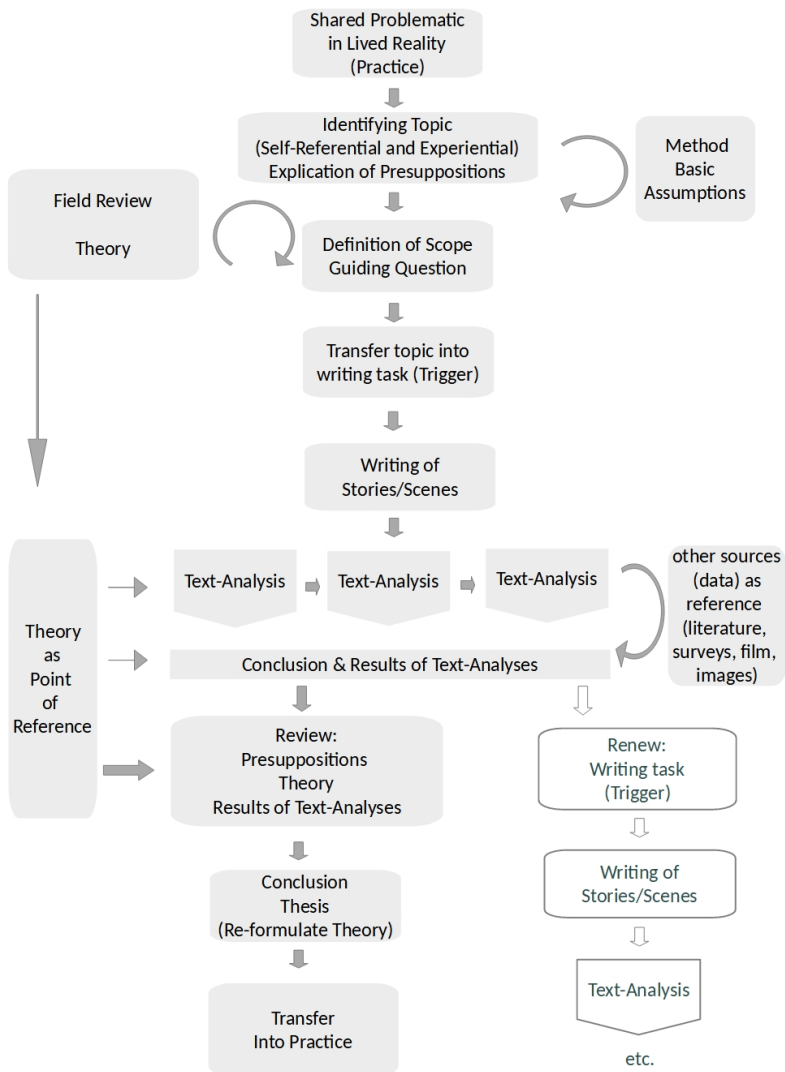 Shared Problematic
in Lived Reality
(Practice)
Identifying Topic
(Self-Referential and Experiential)
Explication of Presuppositions
Method
Basic
Assumptions
Field Review
Theory
Definition of Scope
Guiding Question
Transfer topic into
writing task (Trigger)
Writing of
Stories/Scenes
Text-Analysis
Text-Analysis
Text-Analysis
other sources
(data) as
reference
(literature,
surveys, film,
images)
Theory
as
Point
of
Reference
Conclusion & Results of Text-Analyses
Review:
Presuppositions
Theory
Results of Text-Analyses
Renew:
Writing task
(Trigger)
Conclusion
Thesis
(Re-formulate Theory)
Writing of
Stories/Scenes
Transfer
Into Practice
Text-Analysis
etc.